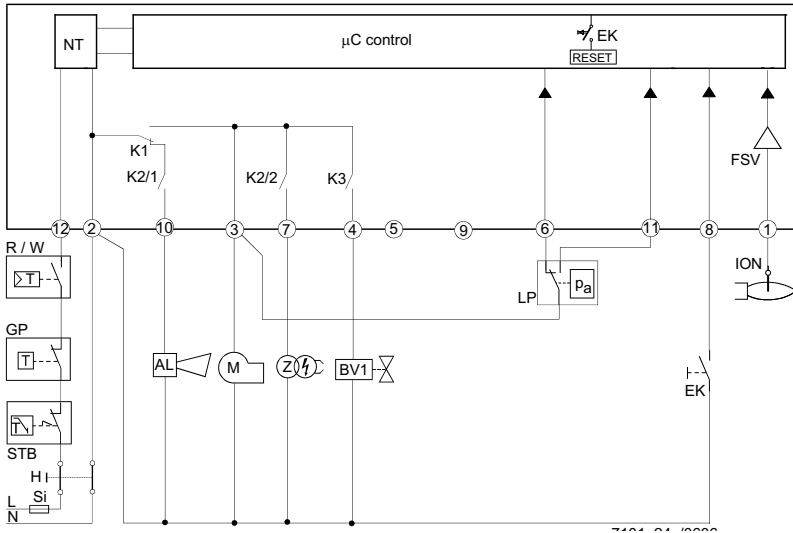 NT
μC control
EK
RESET
FSV
K1
K2/1
K2/2
K3
12
2
10
3
7
4
5
9
6
11
8
1
R / W
T
GP
T
STB
T
H
L
Si
N
AL
M
Z
BV1
LP
pa
EK
ION